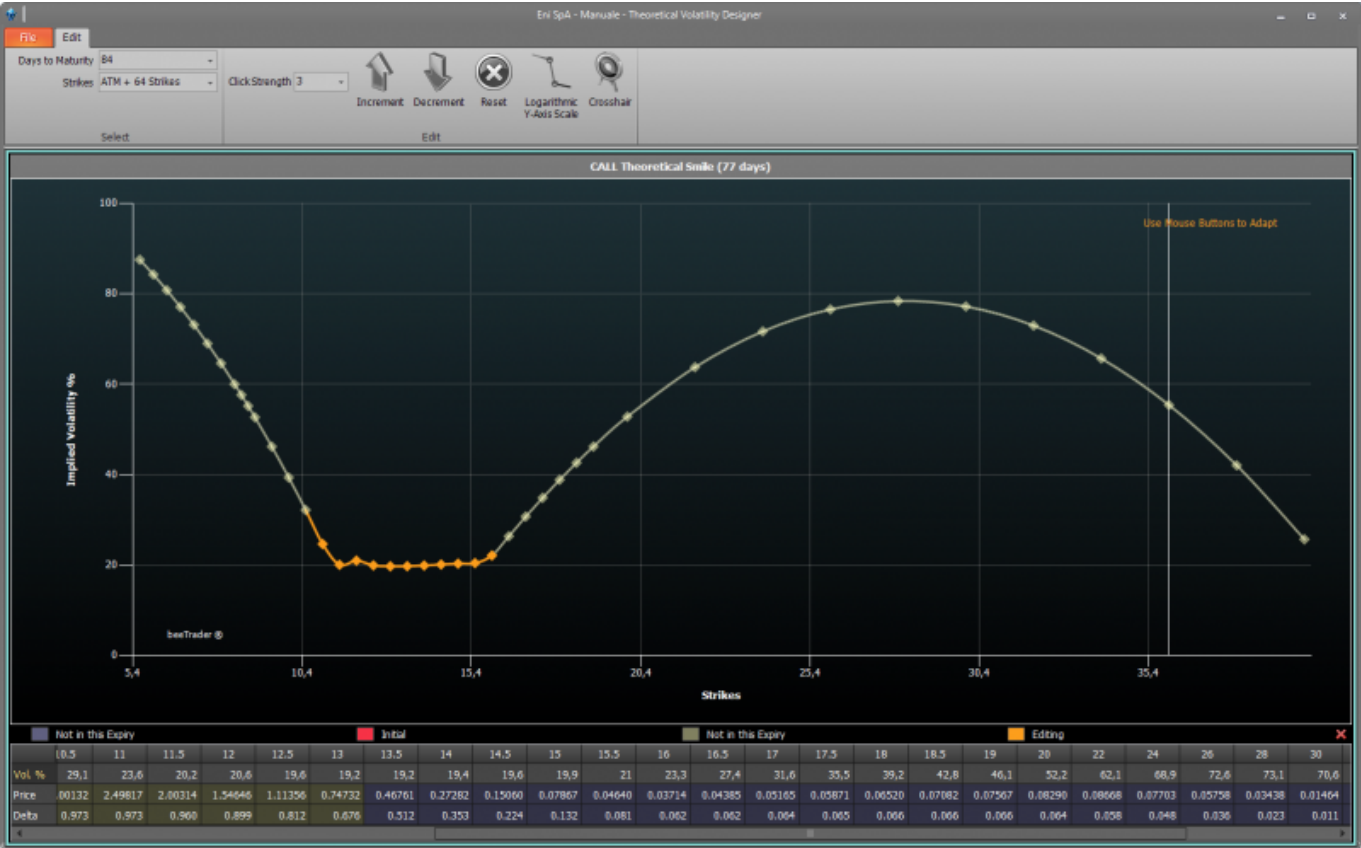 Eni SpA - Manuale - Theoretical Volatility Designer
File Edit
Days to Maturity 84
Strikes ATM + 64 Strikes
Click Strength 3
Increment Decrement Reset Logarithmic Y-Axis Scale Crosshair
Select Edit
CALL Theoretical Smile (77 days)
Use Mouse Buttons to Adapt
100
80
60
40
20
0
Implied Volatility %
beeTrader ®
5,4 10,4 15,4 20,4 25,4 30,4 35,4
Strikes
Not in this Expiry Initial Not in this Expiry Editing
10.5 11 11.5 12 12.5 13 13.5 14 14.5 15 15.5 16 16.5 17 17.5 18 18.5 19 20 22 24 26 28 30
Vol. % 29,1 23,6 20,2 20,6 19,6 19,2 19,2 19,4 19,6 19,9 21 23,3 27,4 31,6 35,5 39,2 42,8 46,1 52,2 62,1 68,9 72,6 73,1 70,6
Price .00132 2.49817 2.00314 1.54646 1.11356 0.74732 0.46761 0.27282 0.15060 0.07867 0.04640 0.03714 0.04385 0.05165 0.05871 0.06520 0.07082 0.07567 0.08290 0.08668 0.07703 0.05758 0.03438 0.01464
Delta 0.973 0.973 0.960 0.899 0.812 0.676 0.512 0.353 0.224 0.132 0.081 0.062 0.062 0.064 0.065 0.066 0.066 0.066 0.064 0.058 0.048 0.036 0.023 0.011